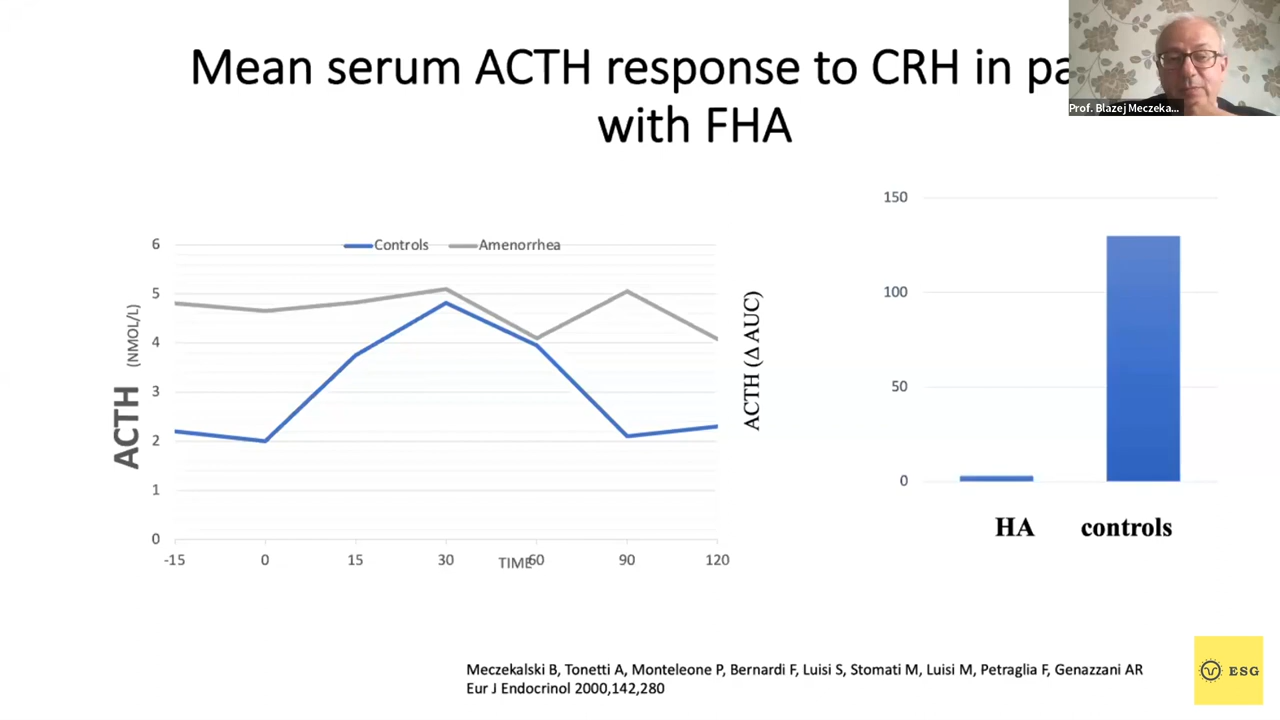 Mean serum ACTH response to CRH in pa
with FHA
Prof. Blazej Meczeka...
Controls
Amenorrhea
ACTH (NMOL/L)
6
5
4
3
2
1
0
-15 0 15 30 60 90 120
TIME
ACTH (Δ AUC)
150
100
50
0
HA controls
Meczekalski B, Tonetti A, Monteleone P, Bernardi F, Luisi S, Stomati M, Luisi M, Petraglia F, Genazzani AR
Eur J Endocrinol 2000,142,280
ESG